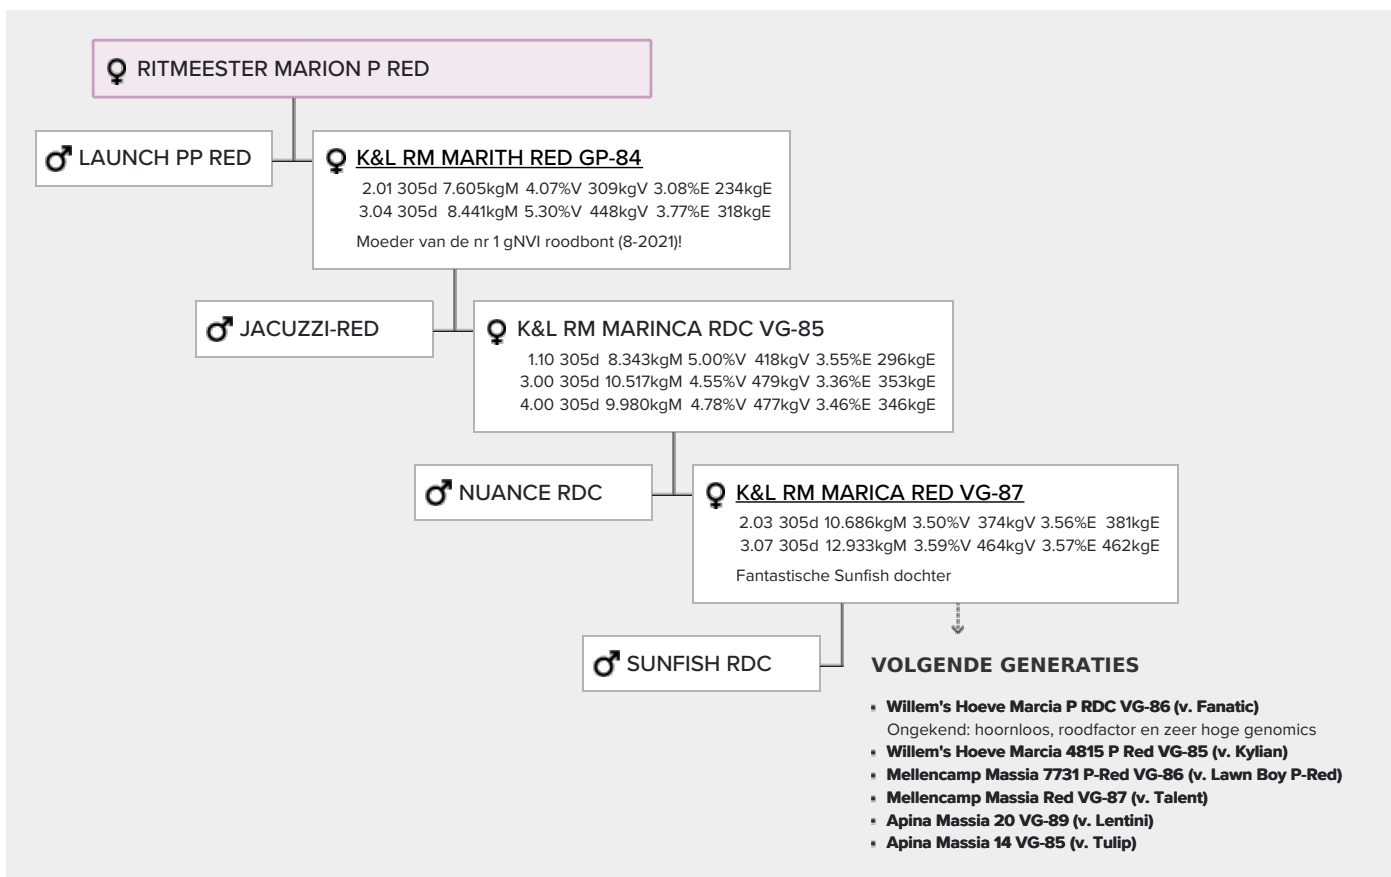 RITMEESTER MARION P RED
LAUNCH PP RED
K&L RM MARITH RED GP-84
2.01 305d 7.605kgM 4.07%V 309kgV 3.08%E 234kgE
3.04 305d 8.441kgM 5.30%V 448kgV 3.77%E 318kgE
Moeder van de nr 1 gNVI roodbont (8-2021)!
JACUZZI-RED
K&L RM MARINCA RDC VG-85
1.10 305d 8.343kgM 5.00%V 418kgV 3.55%E 296kgE
3.00 305d 10.517kgM 4.55%V 479kgV 3.36%E 353kgE
4.00 305d 9.980kgM 4.78%V 477kgV 3.46%E 346kgE
NUANCE RDC
K&L RM MARICA RED VG-87
2.03 305d 10.686kgM 3.50%V 374kgV 3.56%E 381kgE
3.07 305d 12.933kgM 3.59%V 464kgV 3.57%E 462kgE
Fantastische Sunfish dochter
SUNFISH RDC
VOLGENDE GENERATIES
Willem's Hoeve Marcia P RDC VG-86 (v. Fanatic)
Ongekend: hoornloos, roodfactor en zeer hoge genomics
Willem's Hoeve Marcia 4815 P Red VG-85 (v. Kylian)
Mellencamp Massia 7731 P-Red VG-86 (v. Lawn Boy P-Red)
Mellencamp Massia Red VG-87 (v. Talent)
Apina Massia 20 VG-89 (v. Lentini)
Apina Massia 14 VG-85 (v. Tulip)